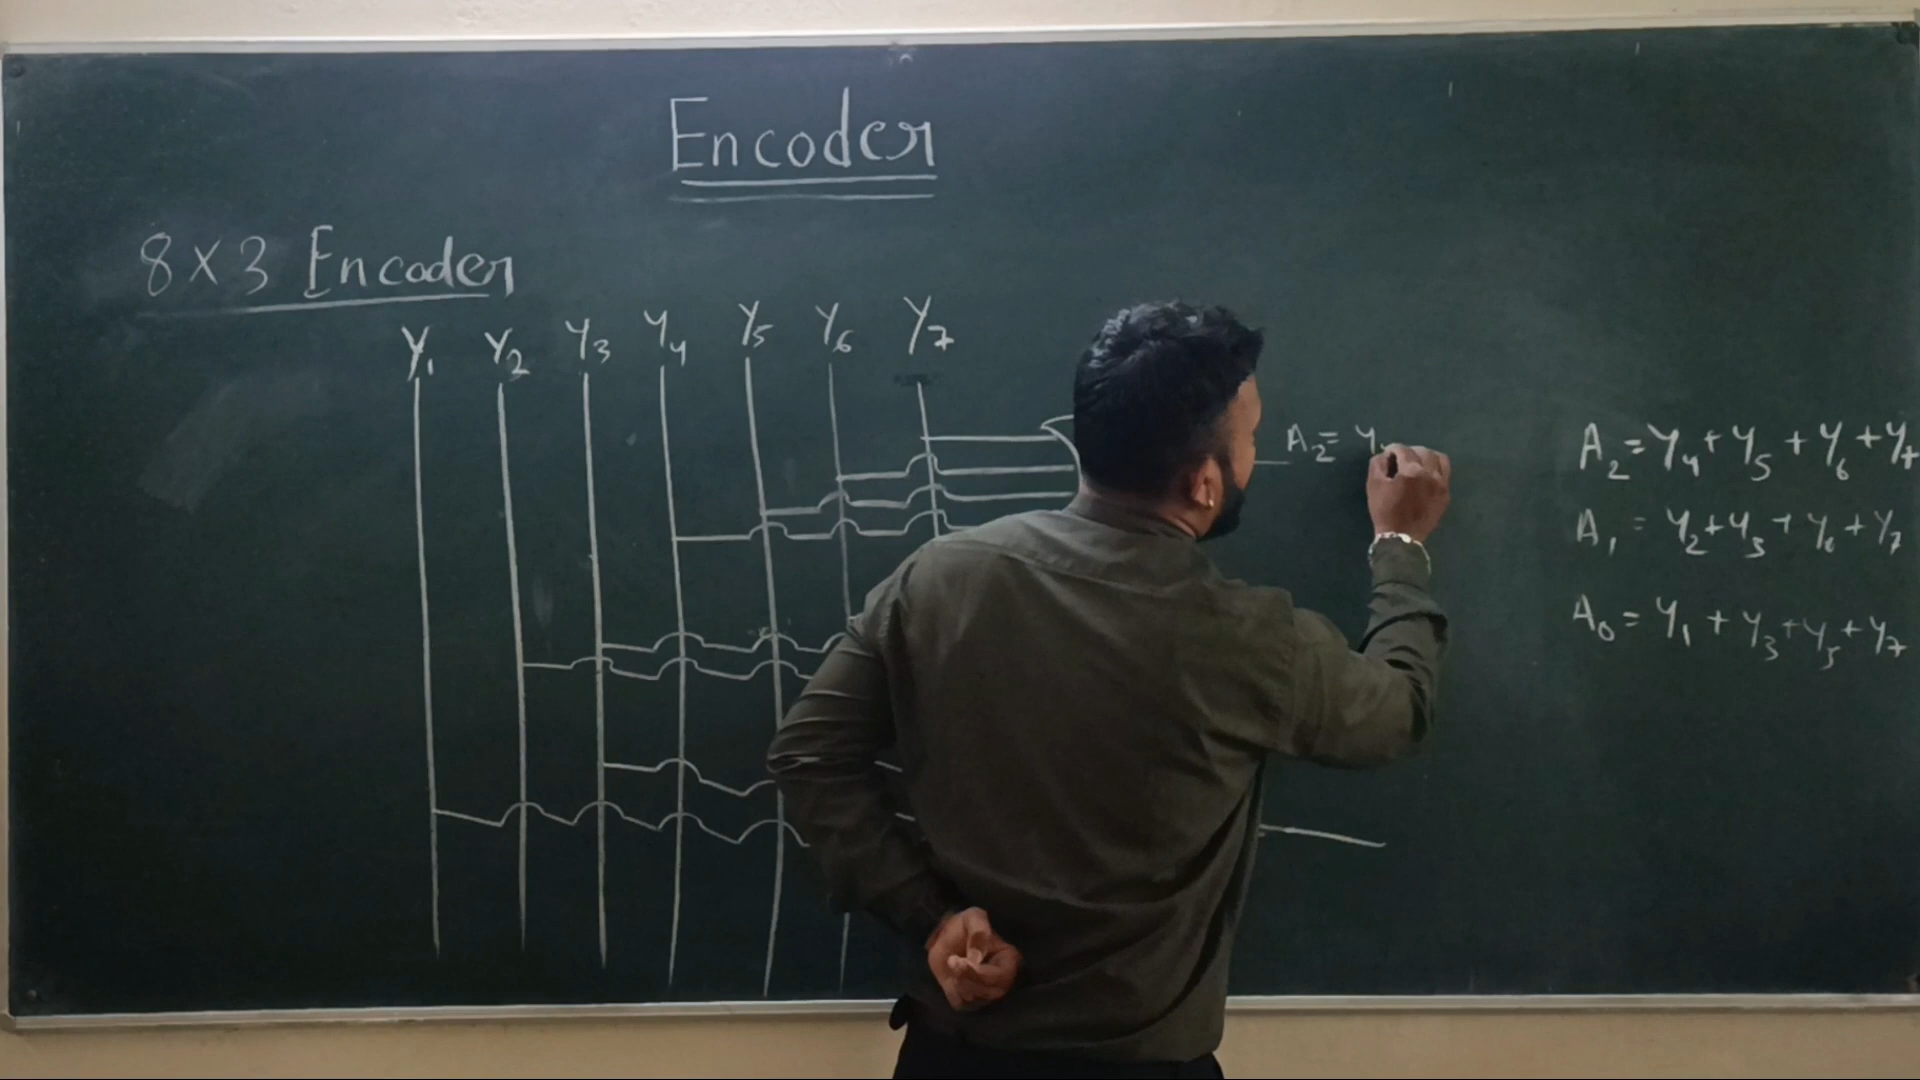 Encoder
8 x 3 Encoder
Y1 Y2 Y3 Y4 Y5 Y6 Y7
A2 = Y
A2 = Y4 + Y5 + Y6 + Y7
A1 = Y2 + Y3 + Y6 + Y7
A0 = Y1 + Y3 + Y5 + Y7